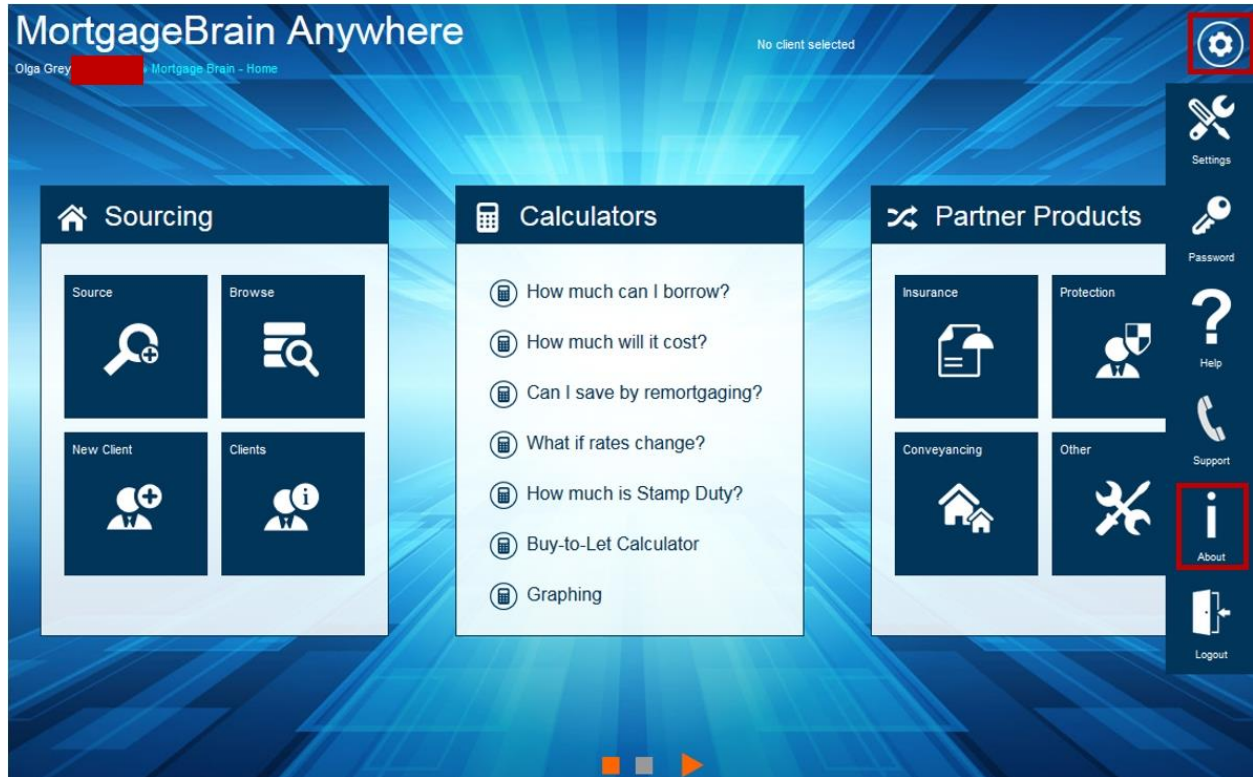 MortgageBrain Anywhere
No client selected
Olga Grey
Mortgage Brain - Home
Settings
Password
Help
Support
About
Logout
Sourcing
Source
Browse
New Client
Clients
Calculators
How much can I borrow?
How much will it cost?
Can I save by remortgaging?
What if rates change?
How much is Stamp Duty?
Buy-to-Let Calculator
Graphing
Partner Products
Insurance
Protection
Conveyancing
Other